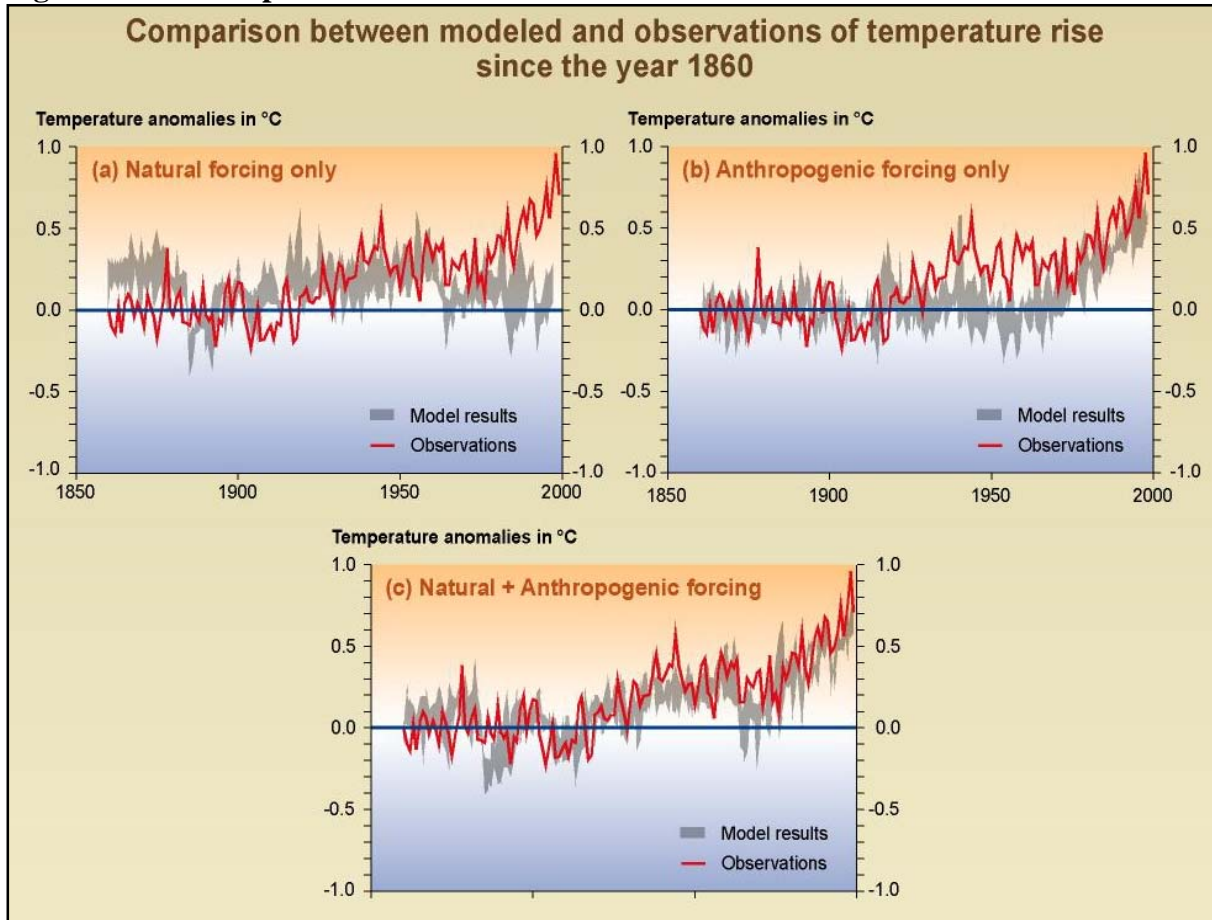 Comparison between modeled and observations of temperature rise
since the year 1860
Temperature anomalies in °C
1.0
0.5
0.0
-0.5
-1.0
(a) Natural forcing only
Model results
Observations
1.0
0.5
0.0
-0.5
-1.0
1850
1900
1950
2000
Temperature anomalies in °C
1.0
0.5
0.0
-0.5
-1.0
(b) Anthropogenic forcing only
Model results
Observations
1.0
0.5
0.0
-0.5
-1.0
1850
1900
1950
2000
Temperature anomalies in °C
1.0
0.5
0.0
-0.5
-1.0
(c) Natural + Anthropogenic forcing
Model results
Observations
1.0
0.5
0.0
-0.5
-1.0